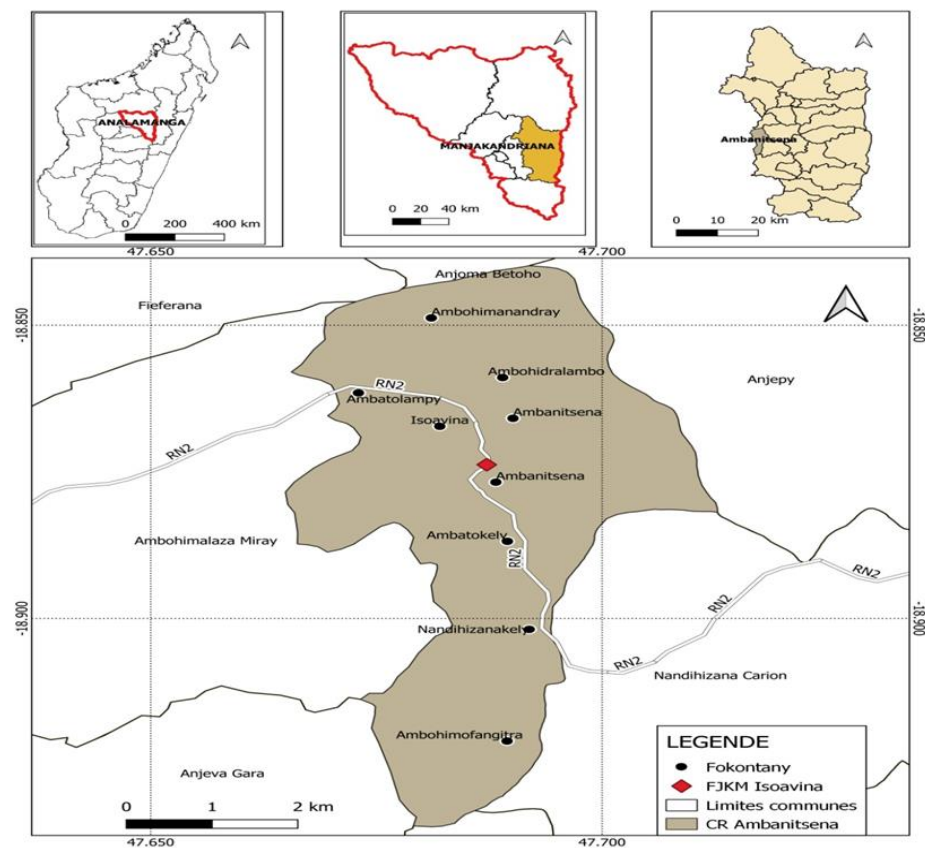 ANALAMANGA
0 200 400 km
MANJAKANDRIANA
0 20 40 km
Ambanitsena
0 10 20 km
47.650
47.700
Anjoma Betoho
Fieferana
Ambohimanandray
-18.850
-18.850
Ambohidralambo
Anjepy
RN2
Ambatolampy
Ambanitsena
Isoavina
RN2
Ambanitsena
Ambohimalaza Miray
Ambatokely
RN2
RN2
RN2
-18.900
-18.900
Nandihizanakely
RN2
Nandihizana Carion
Ambohimofangitra
Anjeva Gara
LEGENDE
Fokontany
FJKM Isoavina
Limites communes
CR Ambanitsena
0 1 2 km
47.650
47.700